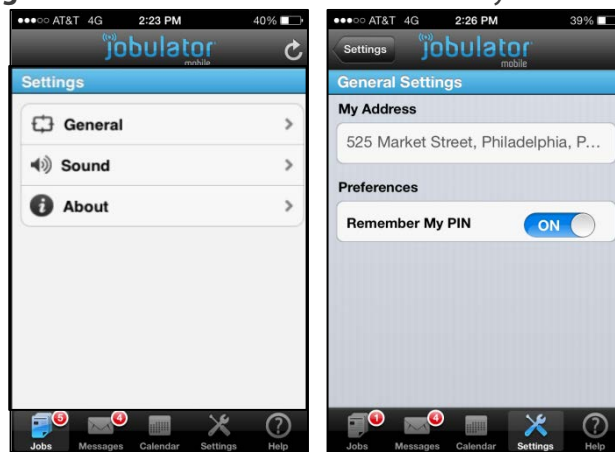 AT&T 4G 2:23 PM 40%
jobulator
mobile
Settings
General
Sound
About
5 4
Jobs Messages Calendar Settings Help
AT&T 4G 2:26 PM 39%
Settings jobulator
mobile
General Settings
My Address
525 Market Street, Philadelphia, P...
Preferences
Remember My PIN ON
1 4
Jobs Messages Calendar Settings Help